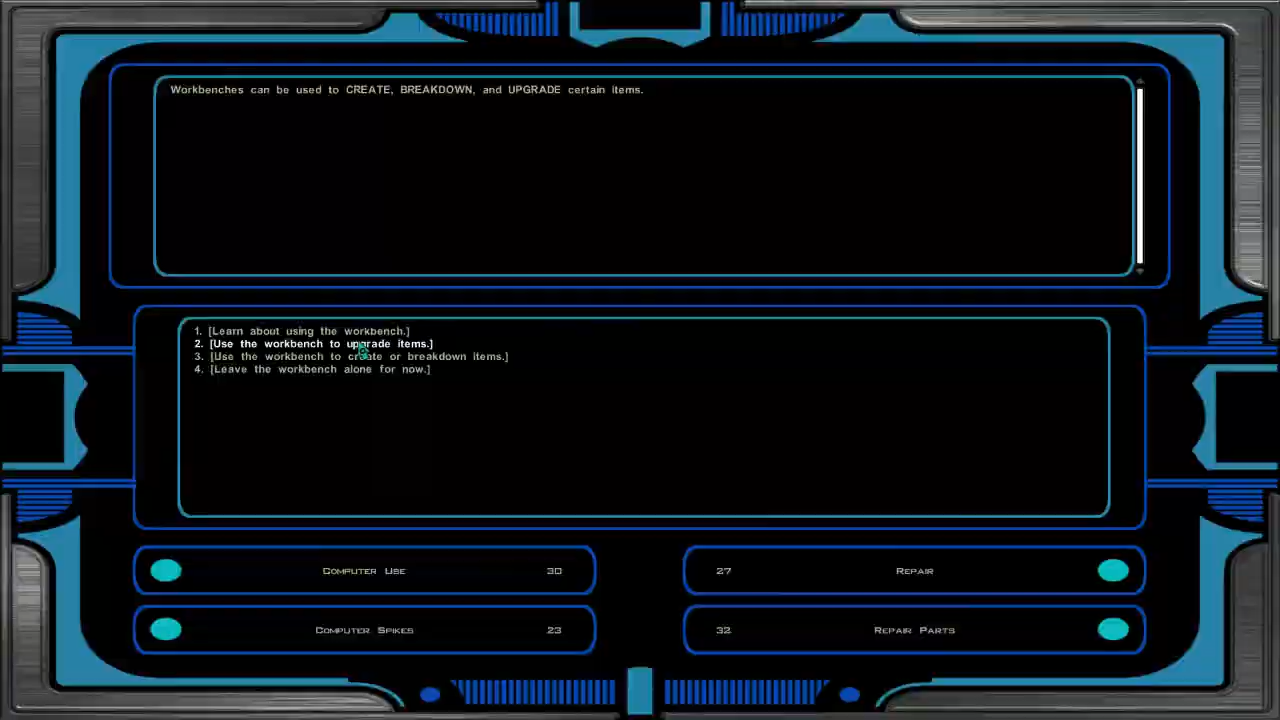 Workbenches can be used to CREATE, BREAKDOWN, and UPGRADE certain items.
1. [Learn about using the workbench.]
2. [Use the workbench to upgrade items.]
3. [Use the workbench to create or breakdown items.]
4. [Leave the workbench alone for now.]
Computer Use 30
27 Repair
Computer Spikes 23
32 Repair Parts